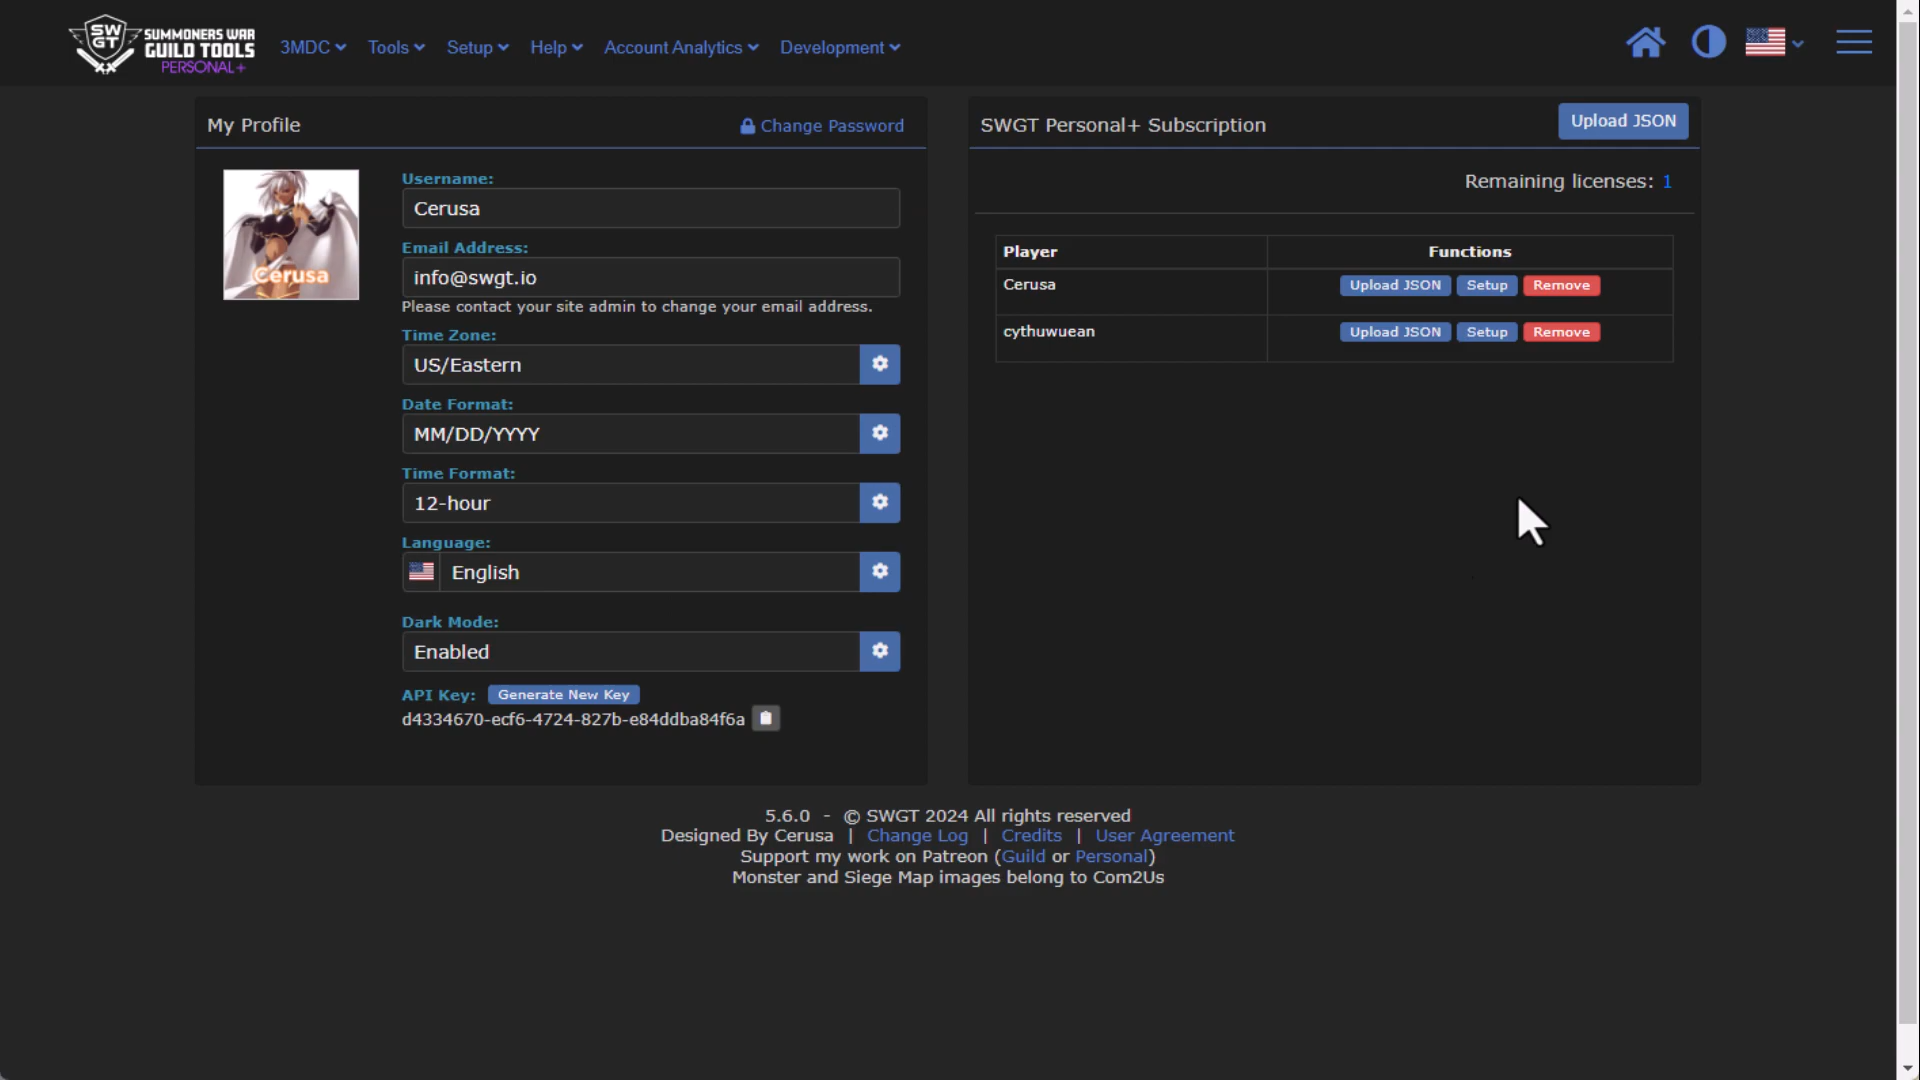 SW
GT
SUMMONERS WAR
GUILD TOOLS
PERSONAL+
3MDC
Tools
Setup
Help
Account Analytics
Development
My Profile
Change Password
Cerusa
Username:
Cerusa
Email Address:
info@swgt.io
Please contact your site admin to change your email address.
Time Zone:
US/Eastern
Date Format:
MM/DD/YYYY
Time Format:
12-hour
Language:
English
Dark Mode:
Enabled
API Key: Generate New Key
d4334670-ecf6-4724-827b-e84ddba84f6a
SWGT Personal+ Subscription
Upload JSON
Remaining licenses: 1
Player Functions
Cerusa Upload JSON Setup Remove
cythuwuean Upload JSON Setup Remove
5.6.0 - © SWGT 2024 All rights reserved
Designed By Cerusa | Change Log | Credits | User Agreement
Support my work on Patreon (Guild or Personal)
Monster and Siege Map images belong to Com2Us